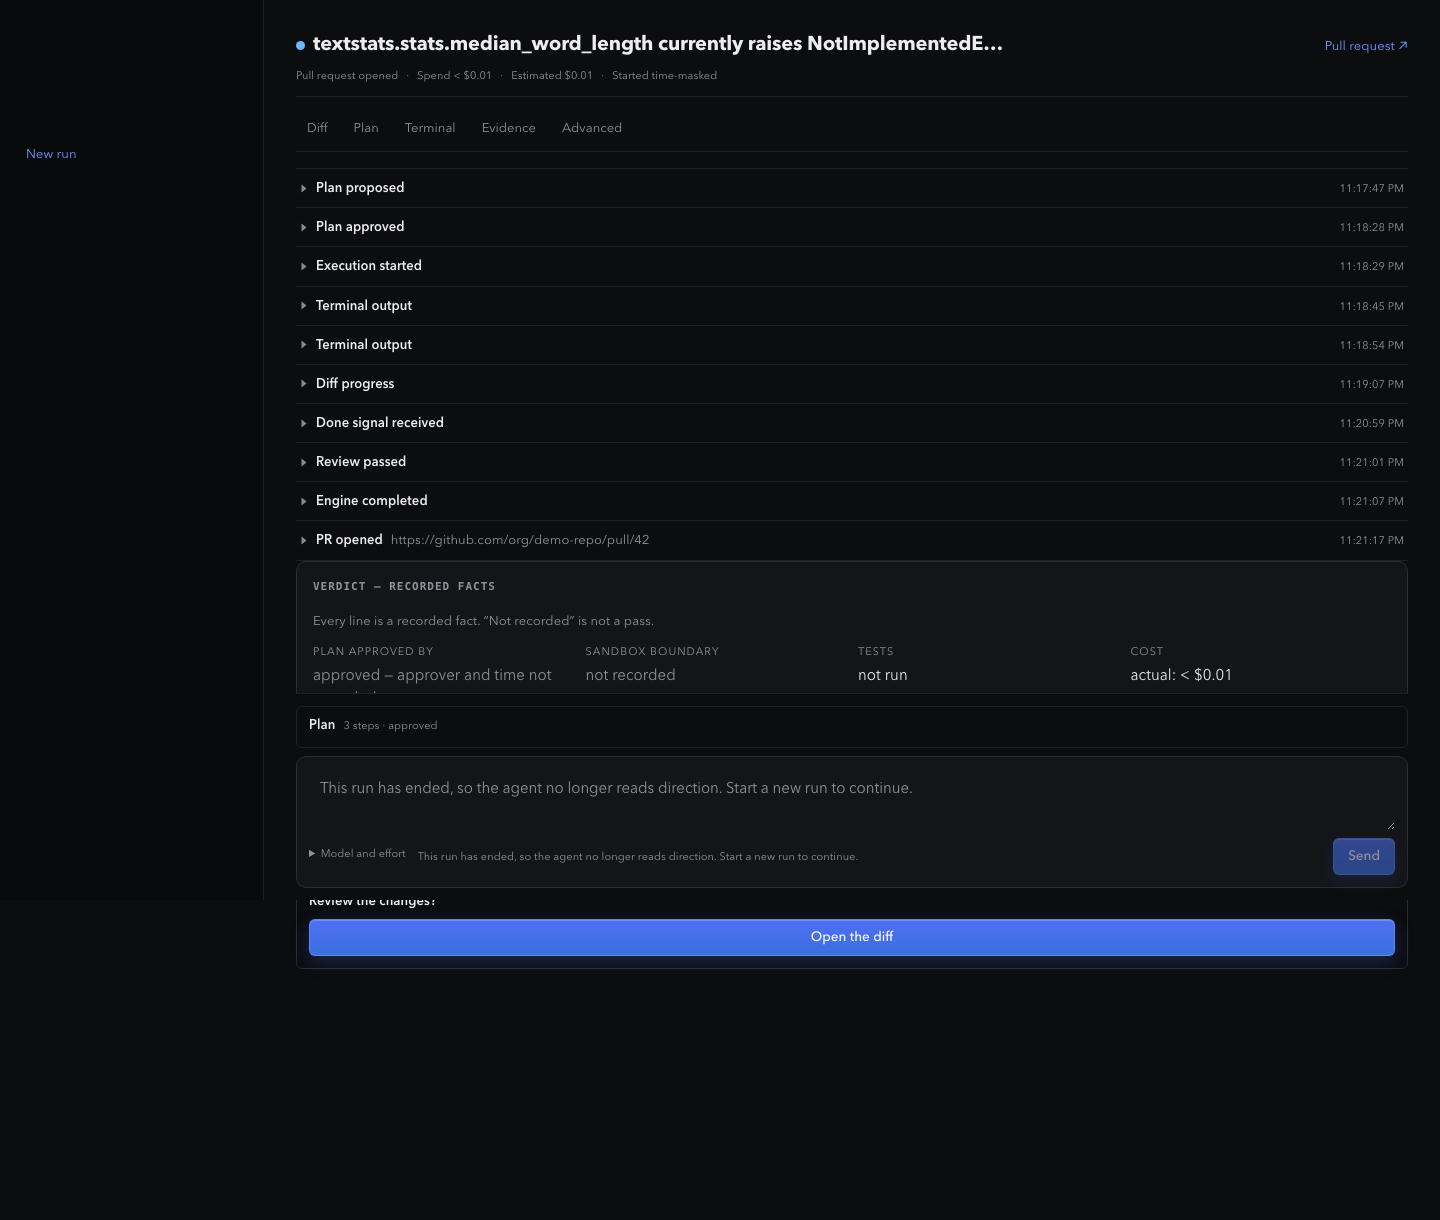 textstats.stats.median_word_length currently raises NotImplementedE…
Pull request ↗
Pull request opened · Spend < $0.01 · Estimated $0.01 · Started time-masked
Diff Plan Terminal Evidence Advanced
New run
Plan proposed 11:17:47 PM
Plan approved 11:18:28 PM
Execution started 11:18:29 PM
Terminal output 11:18:45 PM
Terminal output 11:18:54 PM
Diff progress 11:19:07 PM
Done signal received 11:20:59 PM
Review passed 11:21:01 PM
Engine completed 11:21:07 PM
PR opened https://github.com/org/demo-repo/pull/42 11:21:17 PM
VERDICT — RECORDED FACTS
Every line is a recorded fact. “Not recorded” is not a pass.
PLAN APPROVED BY SANDBOX BOUNDARY TESTS COST
approved — approver and time not not recorded not run actual: < $0.01
Plan 3 steps · approved
This run has ended, so the agent no longer reads direction. Start a new run to continue.
Model and effort This run has ended, so the agent no longer reads direction. Start a new run to continue.
Send
Review the changes?
Open the diff